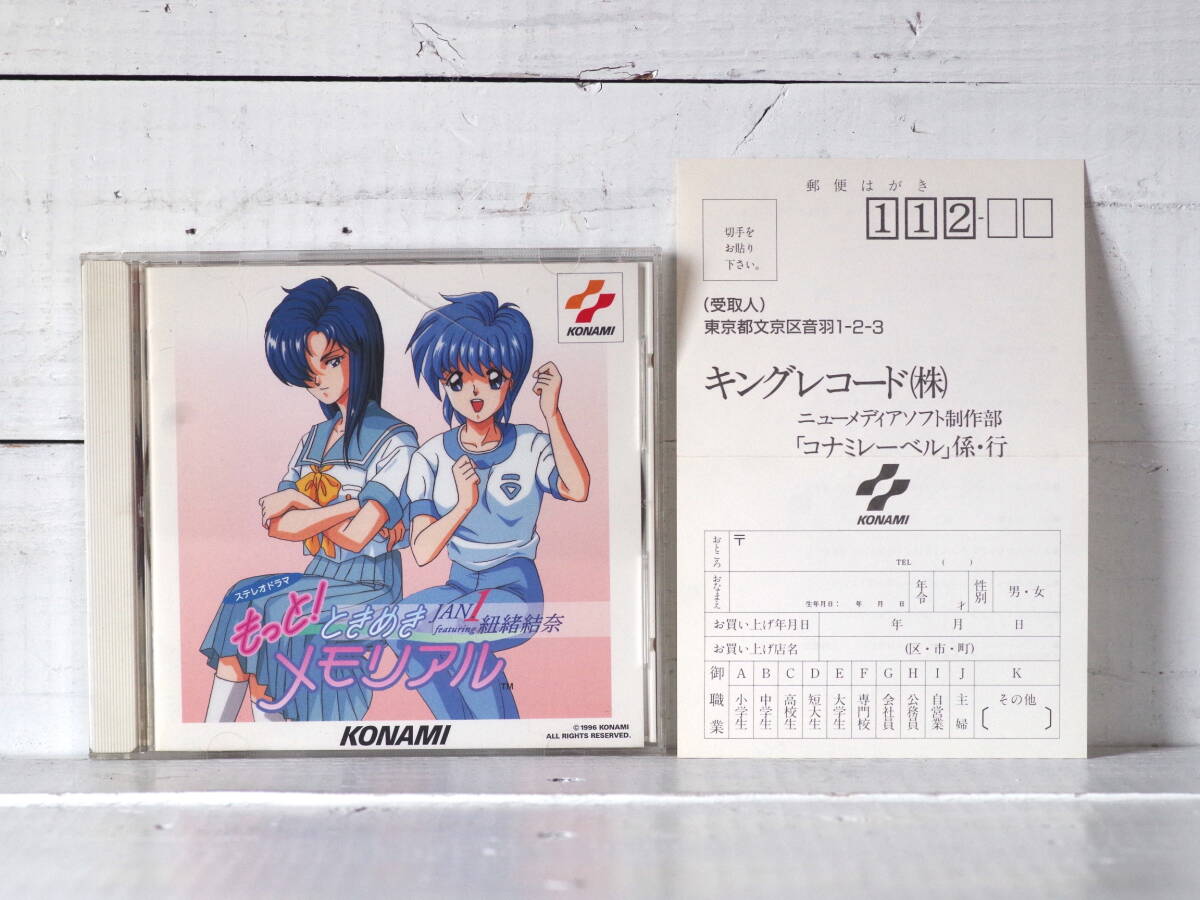 KONAMI
ステレオドラマ
もっと!ときめき
メモリアル™
JAN1
featuring 紐緒結奈
KONAMI
©1996 KONAMI
ALL RIGHTS RESERVED.
郵便はがき
112-
切手を
お貼り
下さい。
(受取人)
東京都文京区音羽1-2-3
キングレコード(株)
ニューメディアソフト制作部
「コナミレーベル」係・行
KONAMI
おところ 〒
TEL ( )
おなまえ 生年月日: 年 月 日 年令 才 性別 男・女
お買い上げ年月日 年 月 日
お買い上げ店名 (区・市・町)
御職業
A B C D E F G H I J K
小学生 中学生 高校生 短大生 大学生 専門校 会社員 公務員 自営業 主婦 その他